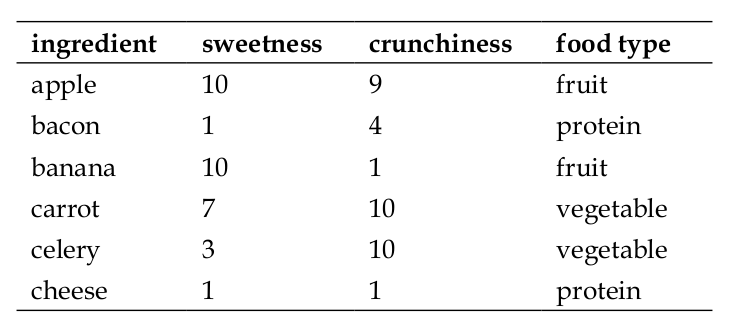 ingredient sweetness crunchiness food type
apple 10 9 fruit
bacon 1 4 protein
banana 10 1 fruit
carrot 7 10 vegetable
celery 3 10 vegetable
cheese 1 1 protein